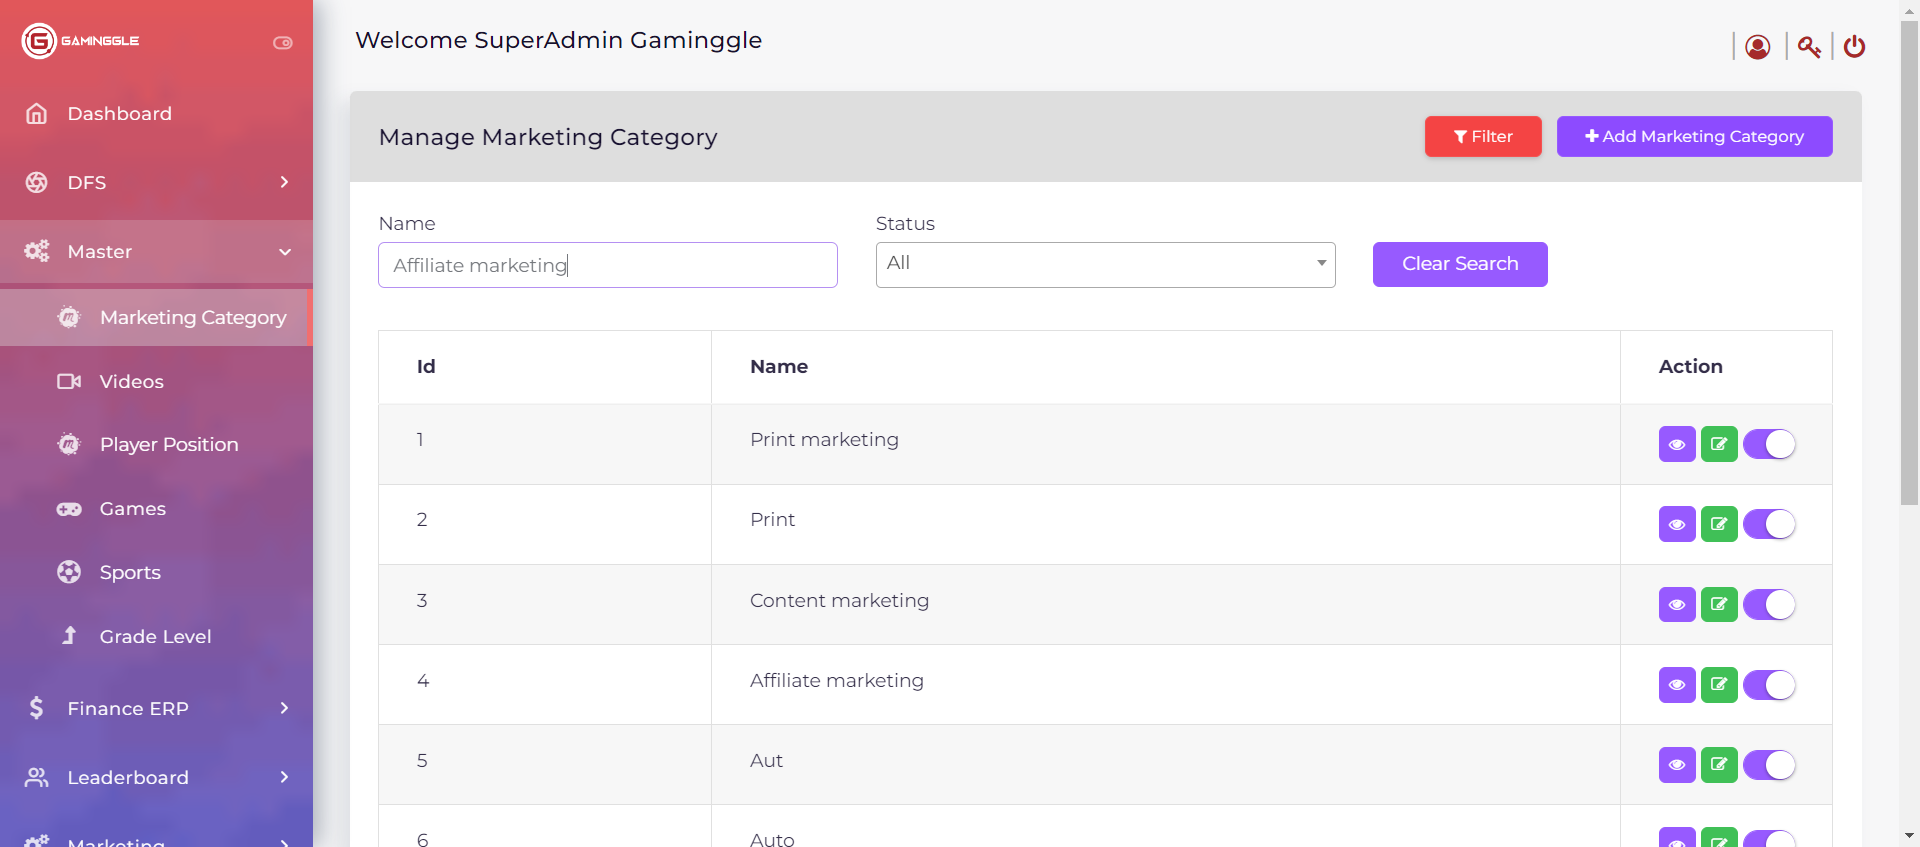 GAMINGGLE
Welcome SuperAdmin Gaminggle
Dashboard
DFS
Master
Marketing Category
Videos
Player Position
Games
Sports
Grade Level
Finance ERP
Leaderboard
Marketing
Manage Marketing Category
Filter
Add Marketing Category
Name
Status
Affiliate marketing
All
Clear Search
Id Name Action
1 Print marketing
2 Print
3 Content marketing
4 Affiliate marketing
5 Aut
6 Auto